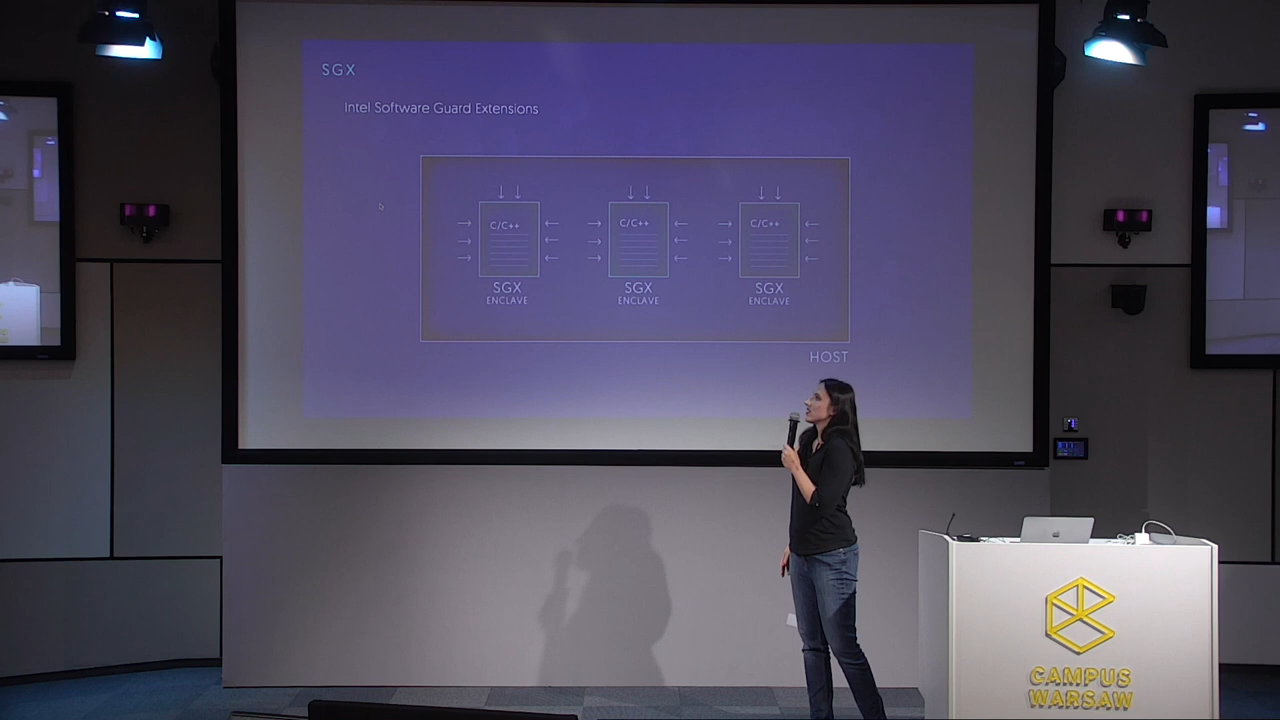 SGX
Intel Software Guard Extensions
C/C++
C/C++
C/C++
SGX
ENCLAVE
SGX
ENCLAVE
SGX
ENCLAVE
HOST
CAMPUS
WARSAW